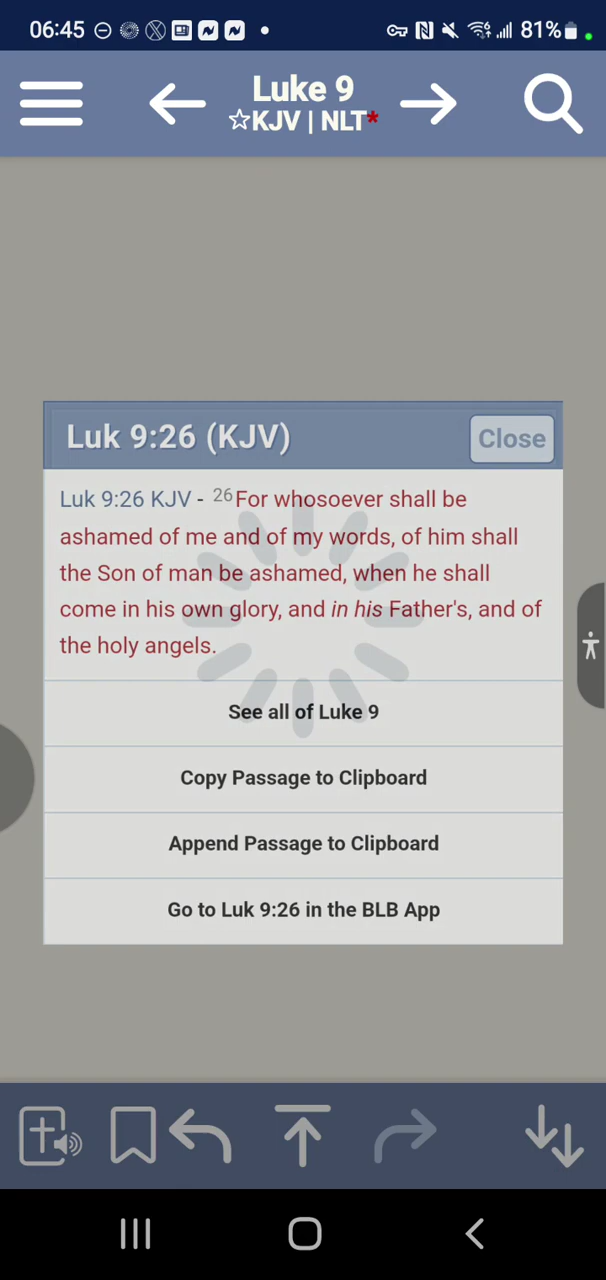 06:45
81%
Luke 9
☆KJV | NLT*
Luk 9:26 (KJV)
Close
Luk 9:26 KJV - 26 For whosoever shall be
ashamed of me and of my words, of him shall
the Son of man be ashamed, when he shall
come in his own glory, and in his Father's, and of
the holy angels.
See all of Luke 9
Copy Passage to Clipboard
Append Passage to Clipboard
Go to Luk 9:26 in the BLB App